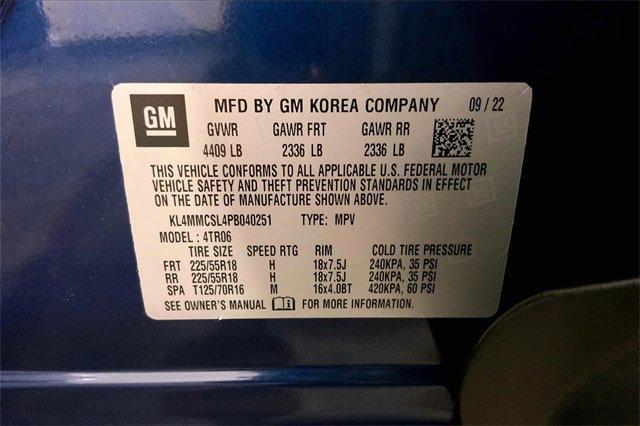 GM MFD BY GM KOREA COMPANY 09/22
GVWR GAWR FRT GAWR RR
4409 LB 2336 LB 2336 LB
THIS VEHICLE CONFORMS TO ALL APPLICABLE U.S. FEDERAL MOTOR
VEHICLE SAFETY AND THEFT PREVENTION STANDARDS IN EFFECT
ON THE DATE OF MANUFACTURE SHOWN ABOVE.
KL4MMCSL4PB040251 TYPE: MPV
MODEL : 4TR06
TIRE SIZE SPEED RTG RIM COLD TIRE PRESSURE
FRT 225/55R18 H 18x7.5J 240KPA, 35 PSI
RR 225/55R18 H 18x7.5J 240KPA, 35 PSI
SPA T125/70R16 M 16x4.0BT 420KPA, 60 PSI
SEE OWNER'S MANUAL FOR MORE INFORMATION.